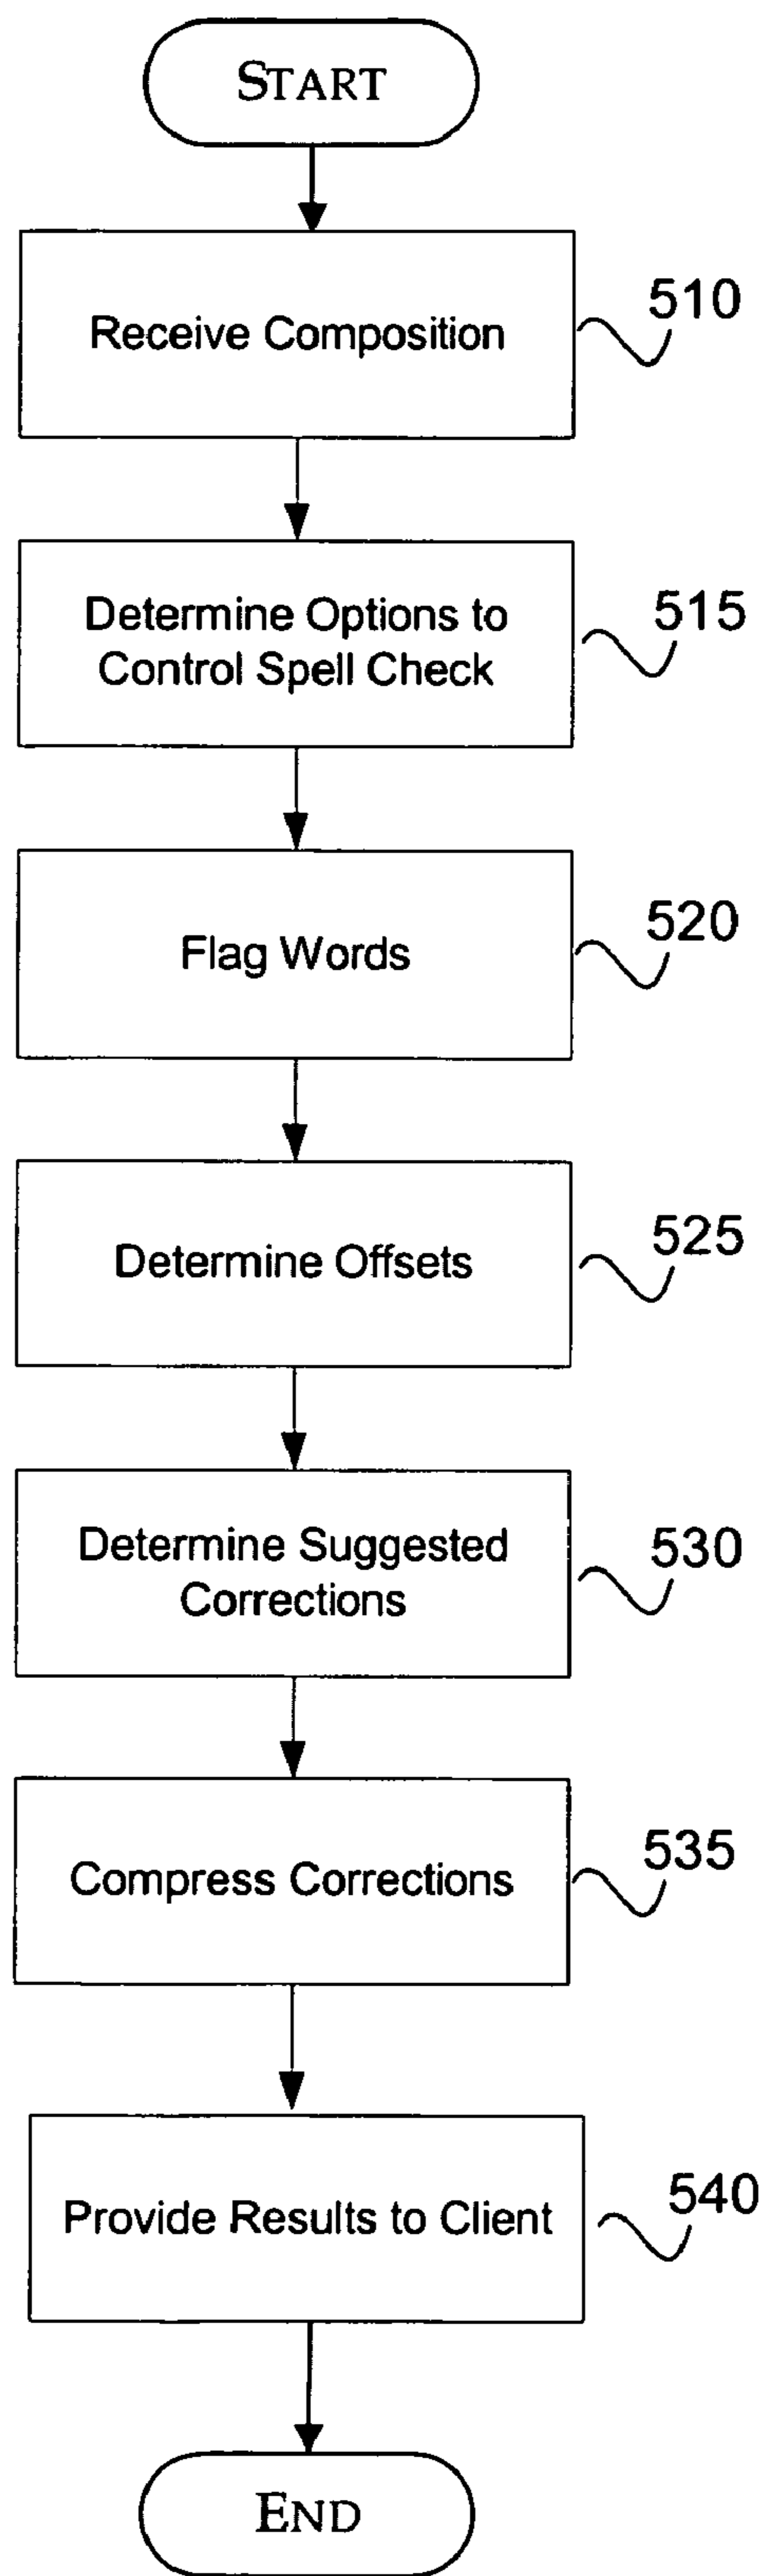 START
Receive Composition
510
Determine Options to
Control Spell Check
515
Flag Words
520
Determine Offsets
525
Determine Suggested
Corrections
530
Compress Corrections
535
Provide Results to Client
540
END